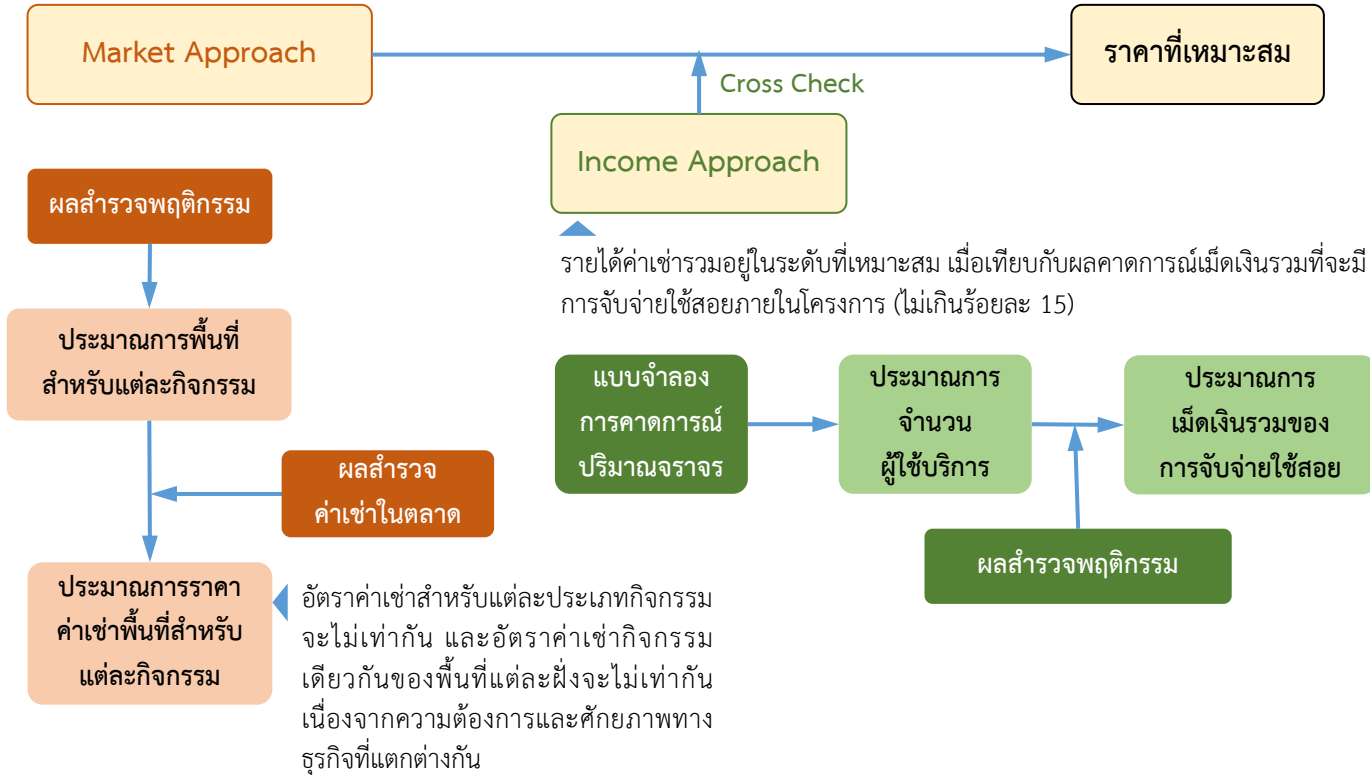 Market Approach
ราคาที่เหมาะสม
Cross Check
Income Approach
ผลสำรวจพฤติกรรม
รายได้ค่าเช่ารวมอยู่ในระดับที่เหมาะสม เมื่อเทียบกับผลคาดการณ์เม็ดเงินรวมที่จะมี
การจับจ่ายใช้สอยภายในโครงการ (ไม่เกินร้อยละ 15)
ประมาณการพื้นที่
สำหรับแต่ละกิจกรรม
ผลสำรวจ
ค่าเช่าในตลาด
ประมาณการราคา
ค่าเช่าพื้นที่สำหรับ
แต่ละกิจกรรม
อัตราค่าเช่าสำหรับแต่ละประเภทกิจกรรม
จะไม่เท่ากัน และอัตราค่าเช่ากิจกรรม
เดียวกันของพื้นที่แต่ละฝั่งจะไม่เท่ากัน
เนื่องจากความต้องการและศักยภาพทาง
ธุรกิจที่แตกต่างกัน
แบบจำลอง
การคาดการณ์
ปริมาณจราจร
ประมาณการ
จำนวน
ผู้ใช้บริการ
ประมาณการ
เม็ดเงินรวมของ
การจับจ่ายใช้สอย
ผลสำรวจพฤติกรรม